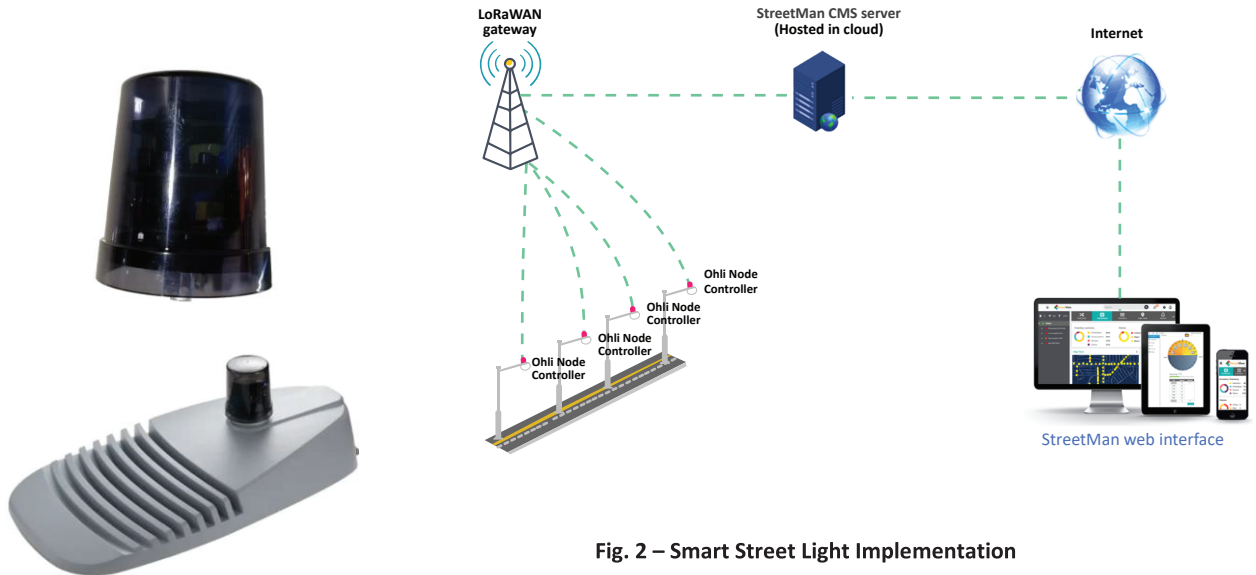 LoRaWAN
gateway
StreetMan CMS server
(Hosted in cloud)
Internet
Ohli Node
Controller
Ohli Node
Controller
Ohli Node
Controller
Ohli Node
Controller
StreetMan web interface
Fig. 2 – Smart Street Light Implementation